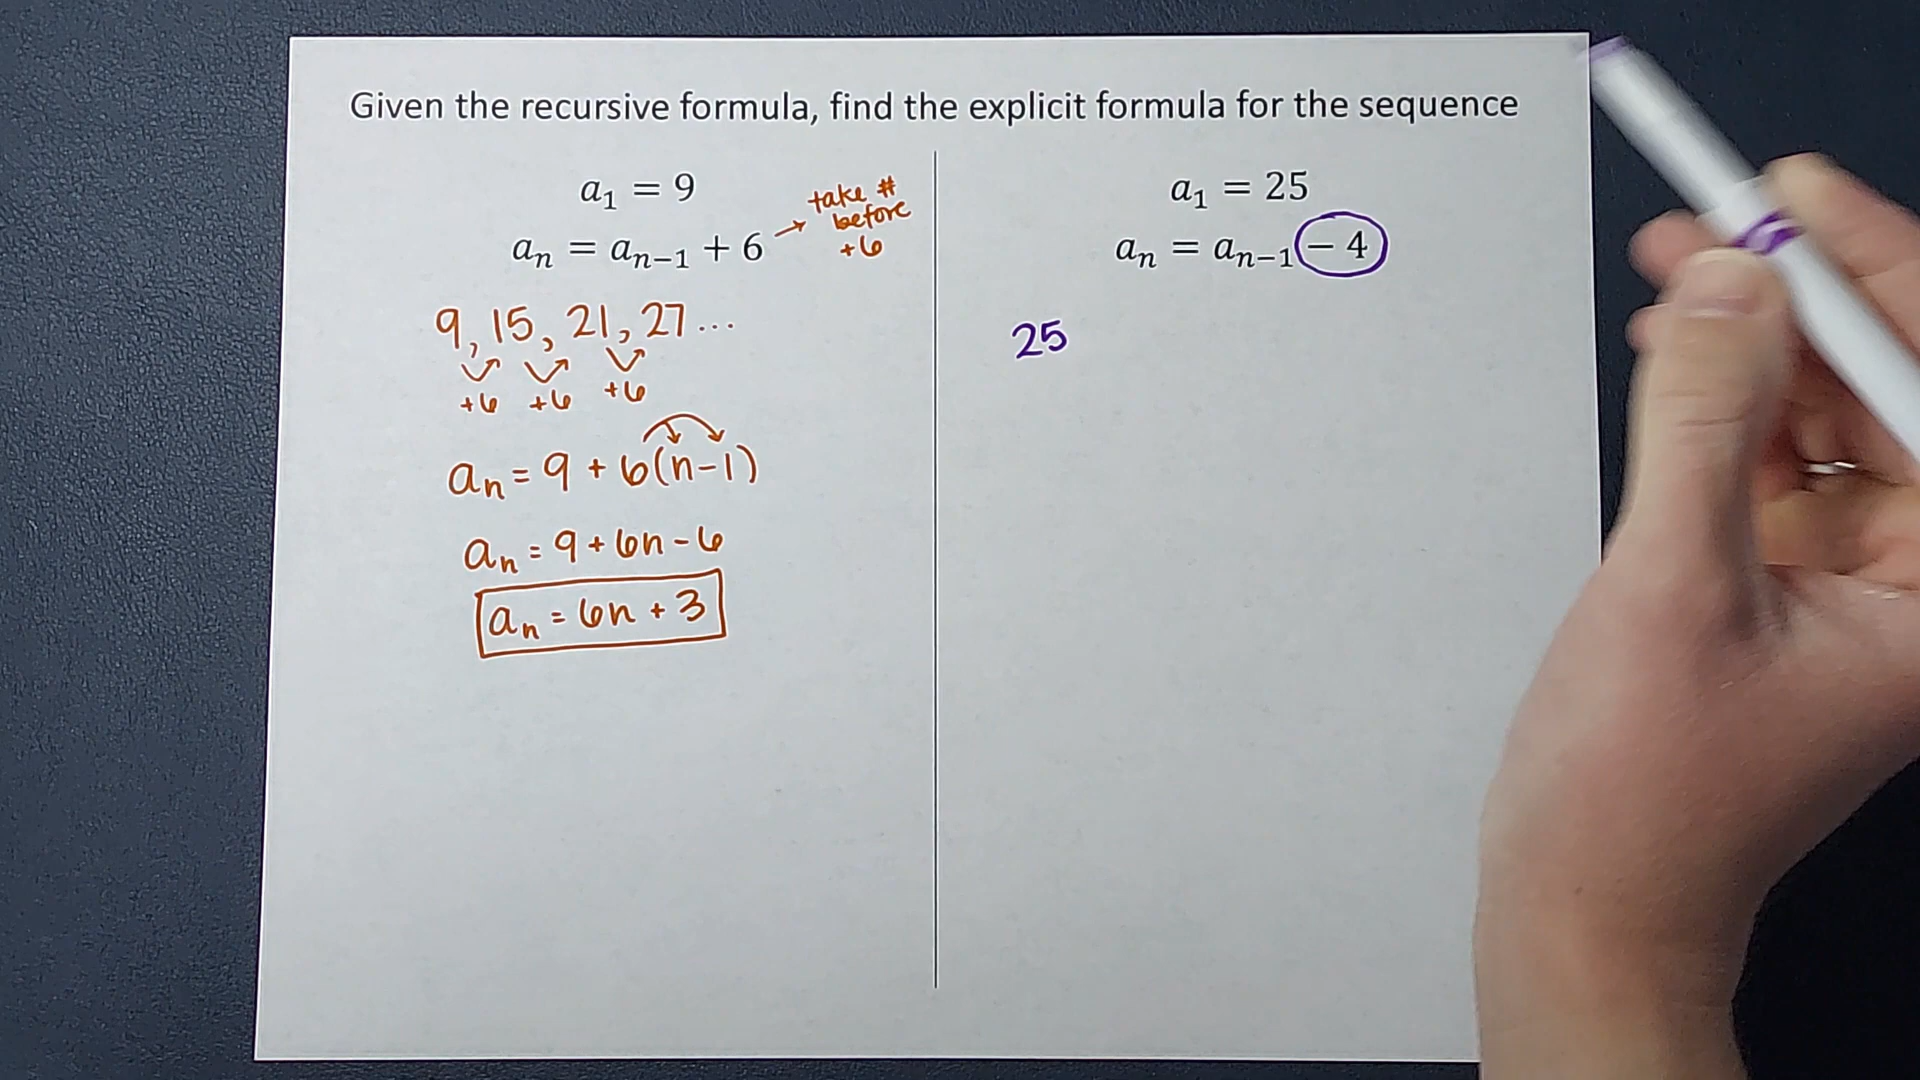 Given the recursive formula, find the explicit formula for the sequence
a₁ = 9
aₙ = aₙ₋₁ + 6
→ take #
before
+6
9, 15, 21, 27...
+6 +6 +6
aₙ = 9 + 6(n-1)
aₙ = 9 + 6n - 6
aₙ = 6n + 3
a₁ = 25
aₙ = aₙ₋₁ − 4
25